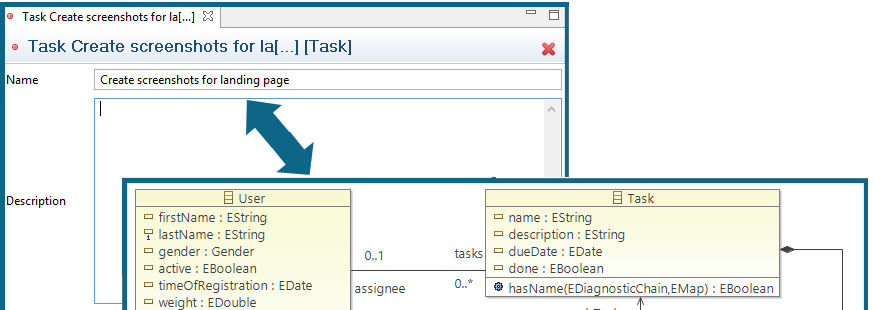 Task Create screenshots for la[...]
Task Create screenshots for la[...] [Task]
Name
Create screenshots for landing page
Description
User
firstName : EString
lastName : EString
gender : Gender
active : EBoolean
timeOfRegistration : EDate
weight : EDouble
0..1
assignee
tasks
0..*
Task
name : EString
description : EString
dueDate : EDate
done : EBoolean
hasName(EDiagnosticChain,EMap) : EBoolean